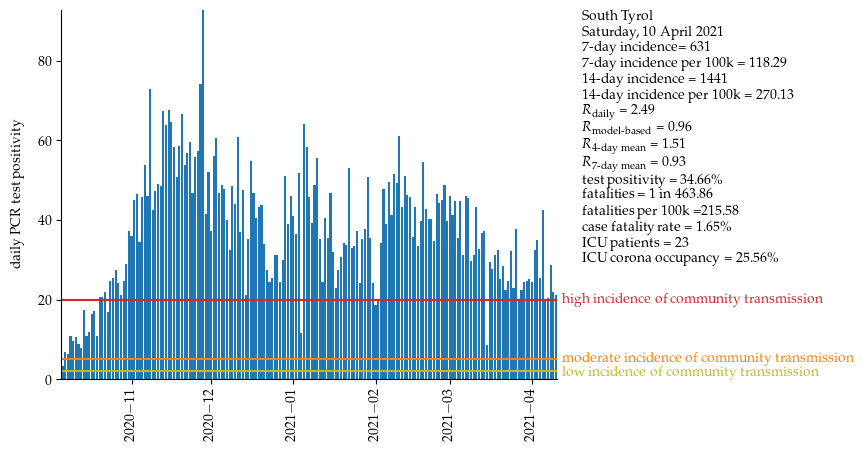 South Tyrol
Saturday, 10 April 2021
7-day incidence= 631
7-day incidence per 100k = 118.29
14-day incidence = 1441
14-day incidence per 100k = 270.13
R daily = 2.49
R model-based = 0.96
R 4-day mean = 1.51
R 7-day mean = 0.93
test positivity = 34.66%
fatalities = 1 in 463.86
fatalities per 100k =215.58
case fatality rate = 1.65%
ICU patients = 23
ICU corona occupancy = 25.56%
daily PCR test positivity
80
60
40
20
0
high incidence of community transmission
moderate incidence of community transmission
low incidence of community transmission
2020−11
2020−12
2021−01
2021−02
2021−03
2021−04